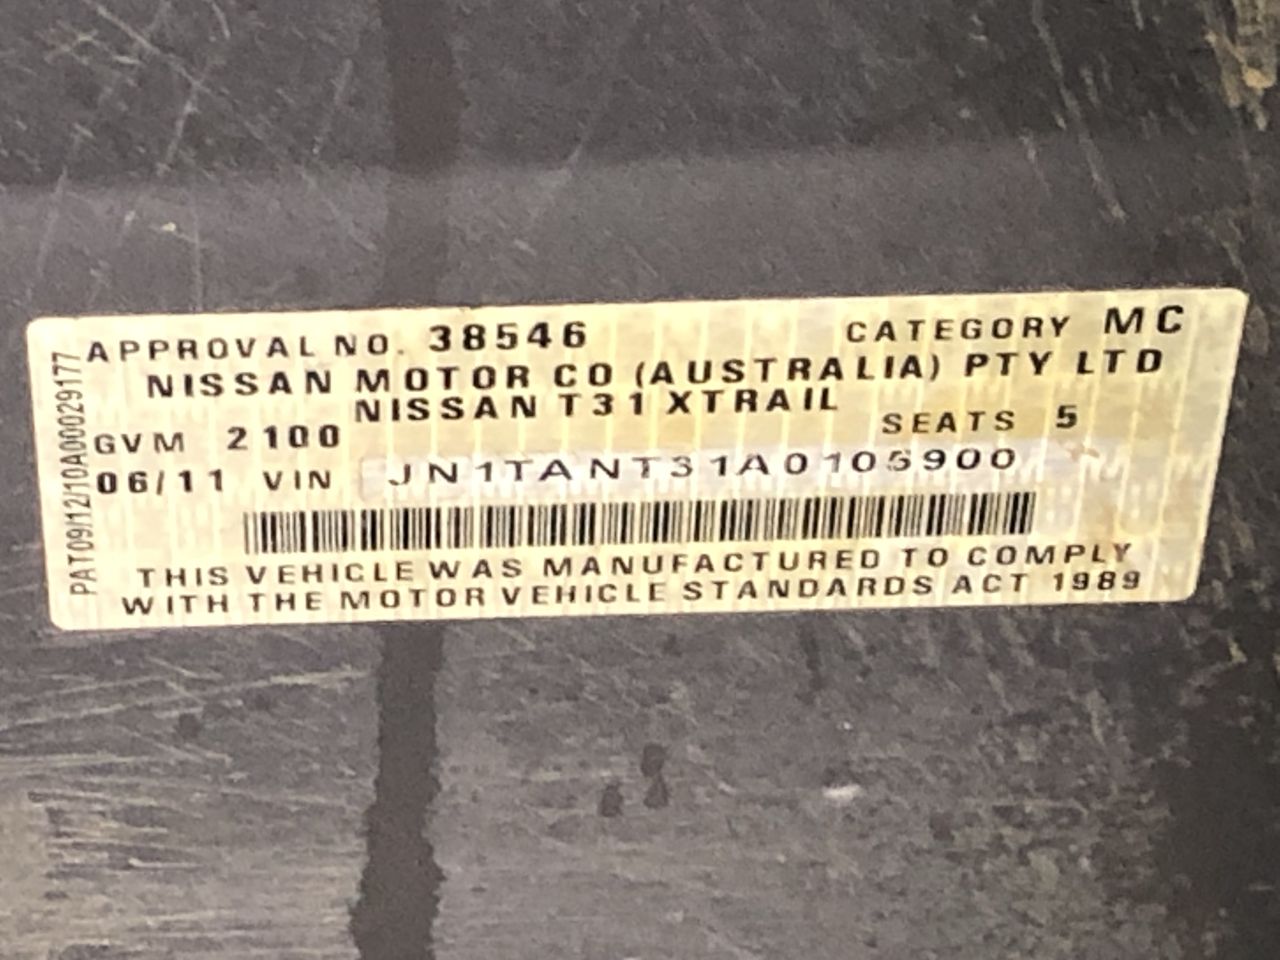 APPROVAL NO. 38546 CATEGORY MC
NISSAN MOTOR CO (AUSTRALIA) PTY LTD
NISSAN T31 XTRAIL
GVM 2100 SEATS 5
06/11 VIN JN1TANT31A0105900
THIS VEHICLE WAS MANUFACTURED TO COMPLY
WITH THE MOTOR VEHICLE STANDARDS ACT 1989
PAT09/12/10A00029177